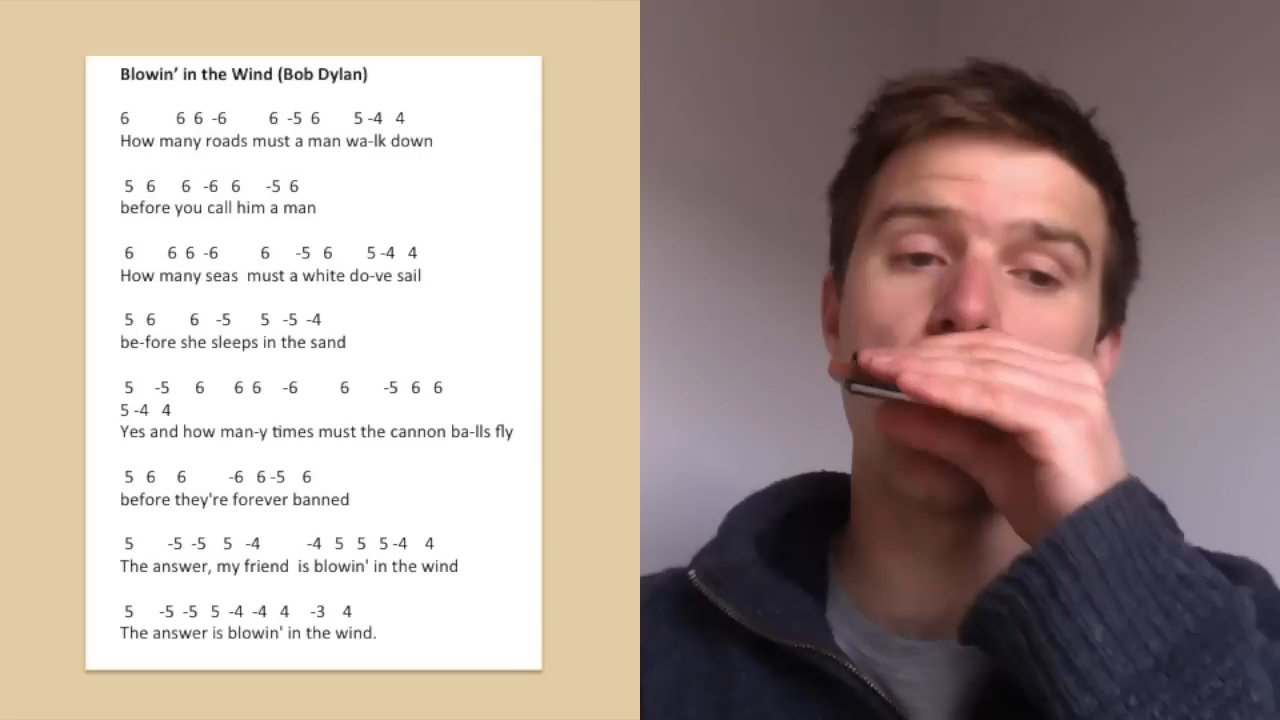 Blowin’ in the Wind (Bob Dylan)
6 6 6 -6 6 -5 6 5 -4 4
How many roads must a man wa-lk down
5 6 6 -6 6 -5 6
before you call him a man
6 6 6 -6 6 -5 6 5 -4 4
How many seas must a white do-ve sail
5 6 6 -5 5 -5 -4
be-fore she sleeps in the sand
5 -5 6 6 6 -6 6 -5 6 6
5 -4 4
Yes and how man-y times must the cannon ba-lls fly
5 6 6 -6 6 -5 6
before they're forever banned
5 -5 -5 5 -4 -4 5 5 5 -4 4
The answer, my friend is blowin' in the wind
5 -5 -5 5 -4 -4 4 -3 4
The answer is blowin' in the wind.